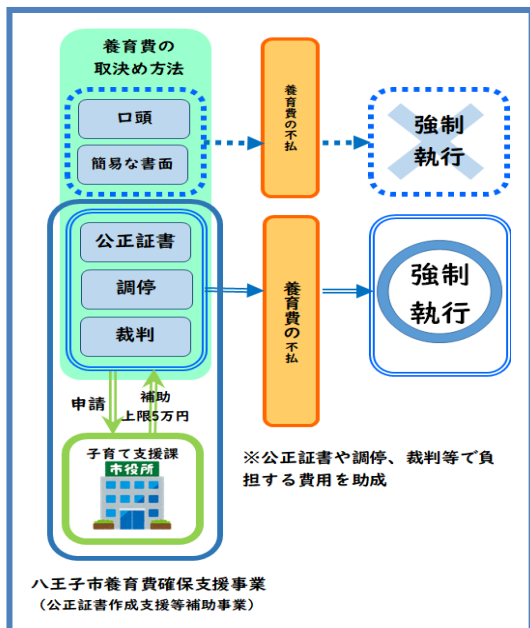 養育費の
取決め方法
口頭
簡易な書面
養育費の不払
強制
執行
公正証書
調停
裁判
養育費の不払
強制
執行
申請
補助
上限5万円
子育て支援課
市役所
※公正証書や調停、裁判等で負
担する費用を助成
八王子市養育費確保支援事業
（公正証書作成支援等補助事業）